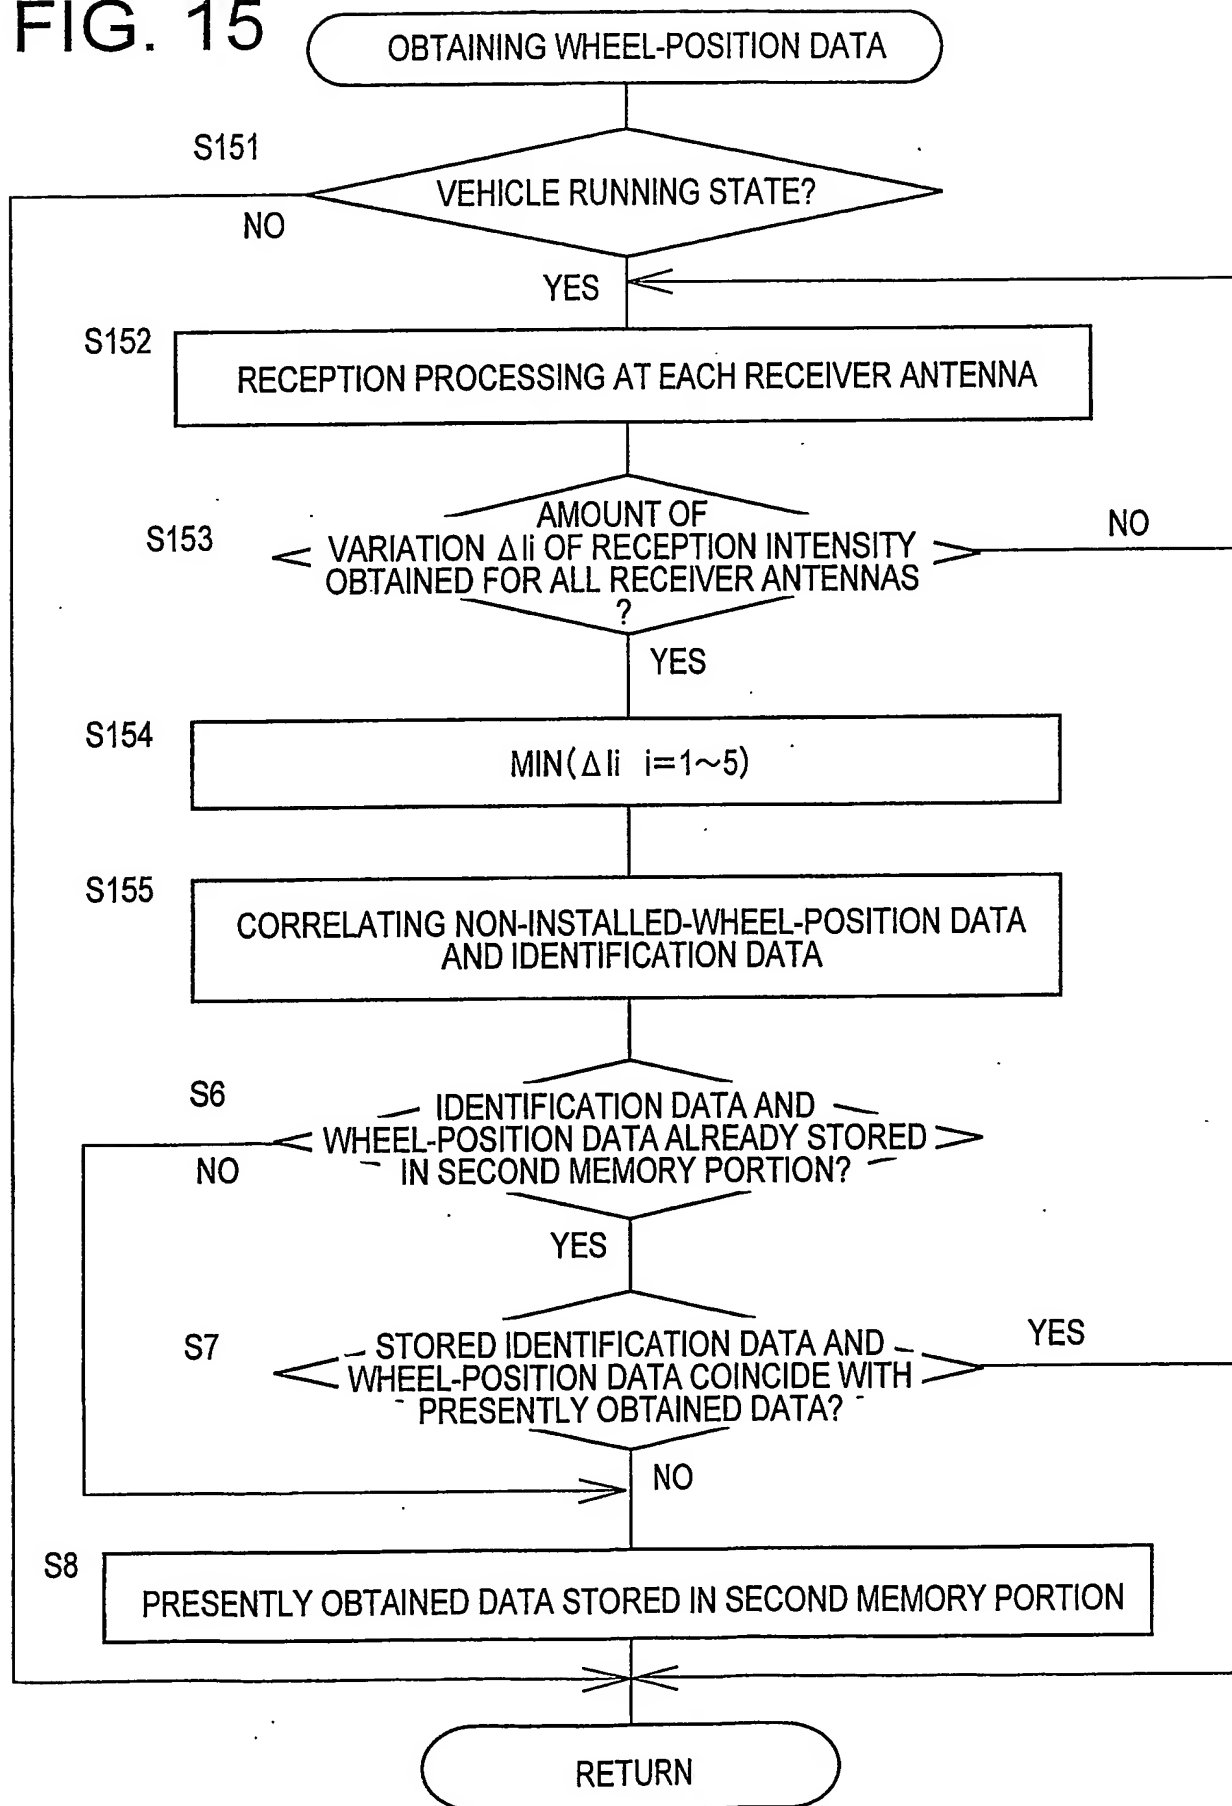 FIG. 15
OBTAINING WHEEL-POSITION DATA
S151
VEHICLE RUNNING STATE?
NO
YES
S152
RECEPTION PROCESSING AT EACH RECEIVER ANTENNA
S153
AMOUNT OF
VARIATION ΔIi OF RECEPTION INTENSITY
OBTAINED FOR ALL RECEIVER ANTENNAS
?
NO
YES
S154
MIN(ΔIi i=1~5)
S155
CORRELATING NON-INSTALLED-WHEEL-POSITION DATA
AND IDENTIFICATION DATA
S6
IDENTIFICATION DATA AND
WHEEL-POSITION DATA ALREADY STORED
IN SECOND MEMORY PORTION?
NO
YES
S7
STORED IDENTIFICATION DATA AND
WHEEL-POSITION DATA COINCIDE WITH
PRESENTLY OBTAINED DATA?
YES
NO
S8
PRESENTLY OBTAINED DATA STORED IN SECOND MEMORY PORTION
RETURN